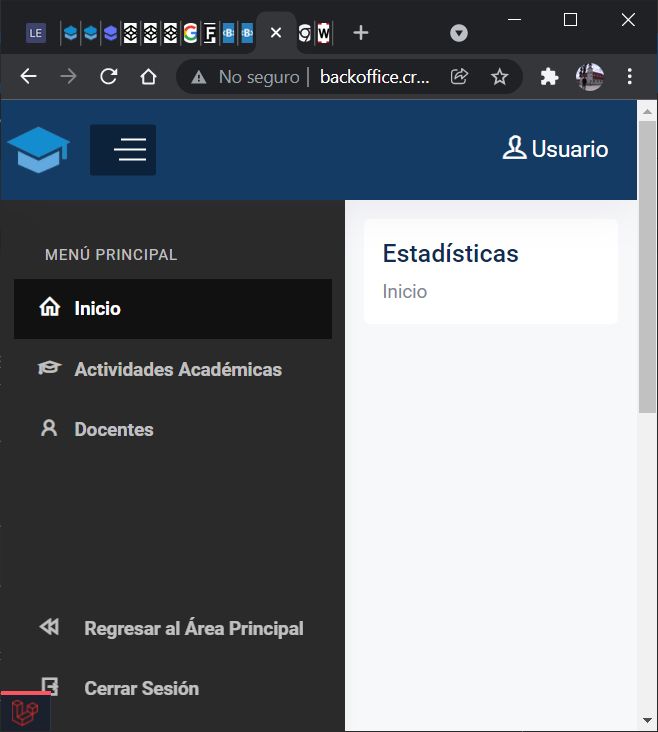 LE
No seguro
backoffice.cr...
Usuario
MENÚ PRINCIPAL
Inicio
Actividades Académicas
Docentes
Regresar al Área Principal
Cerrar Sesión
Estadísticas
Inicio